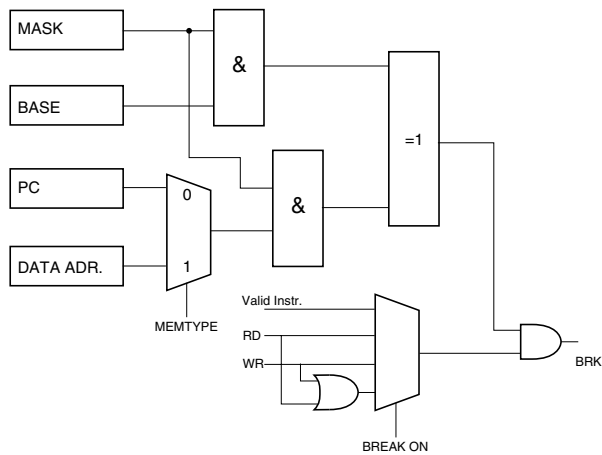 MASK
&
BASE
=1
PC
0
&
DATA ADR.
1
MEMTYPE
Valid Instr.
RD
WR
BRK
BREAK ON